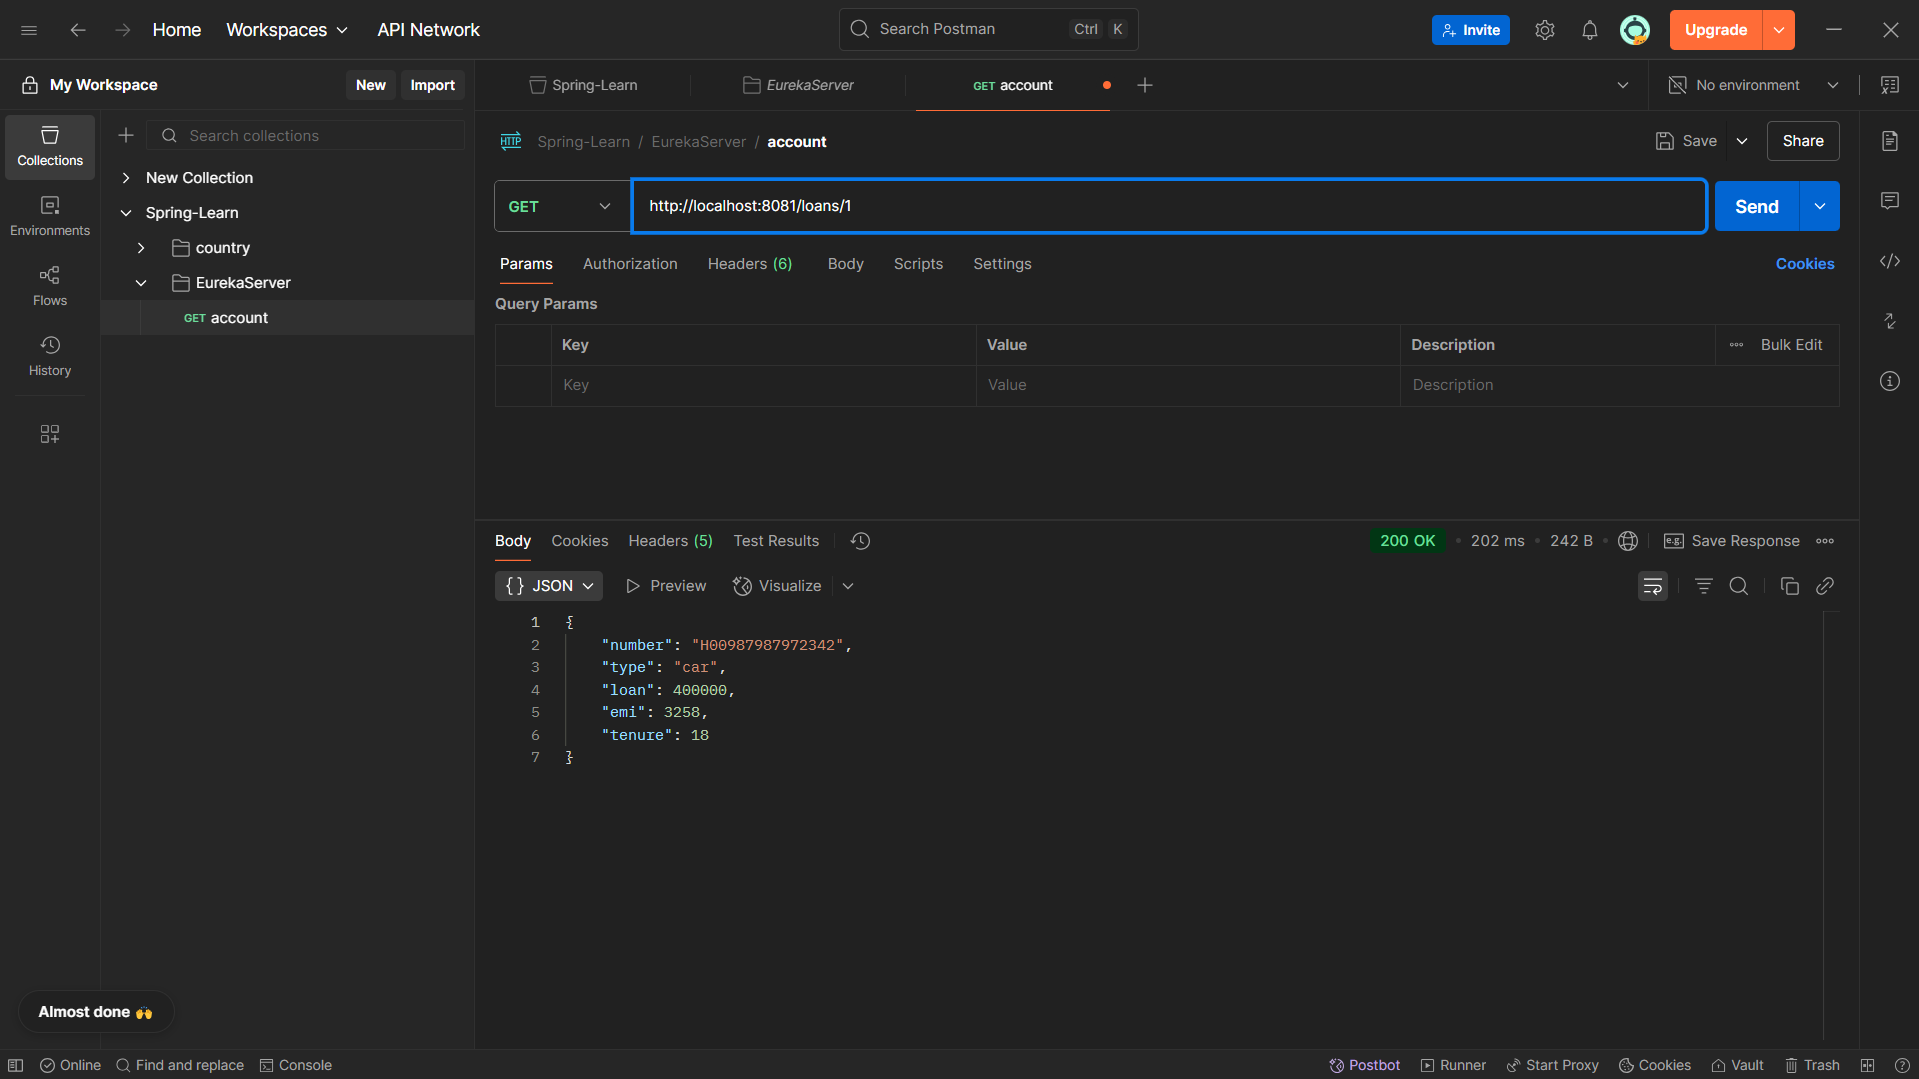 Home Workspaces API Network Search Postman Ctrl K Invite Upgrade
My Workspace New Import Spring-Learn EurekaServer GET account No environment
Collections
Environments
Flows
History
Search collections
New Collection
Spring-Learn
country
EurekaServer
GET account
HTTP Spring-Learn / EurekaServer / account Save Share
GET http://localhost:8081/loans/1 Send
Params Authorization Headers (6) Body Scripts Settings Cookies
Query Params
Key Value Description Bulk Edit
Key Value Description
Body Cookies Headers (5) Test Results 200 OK 202 ms 242 B e.g. Save Response
{} JSON Preview Visualize
1 {
2 "number": "H00987987972342",
3 "type": "car",
4 "loan": 400000,
5 "emi": 3258,
6 "tenure": 18
7 }
Almost done 🙌
Online Find and replace Console Postbot Runner Start Proxy Cookies Vault Trash